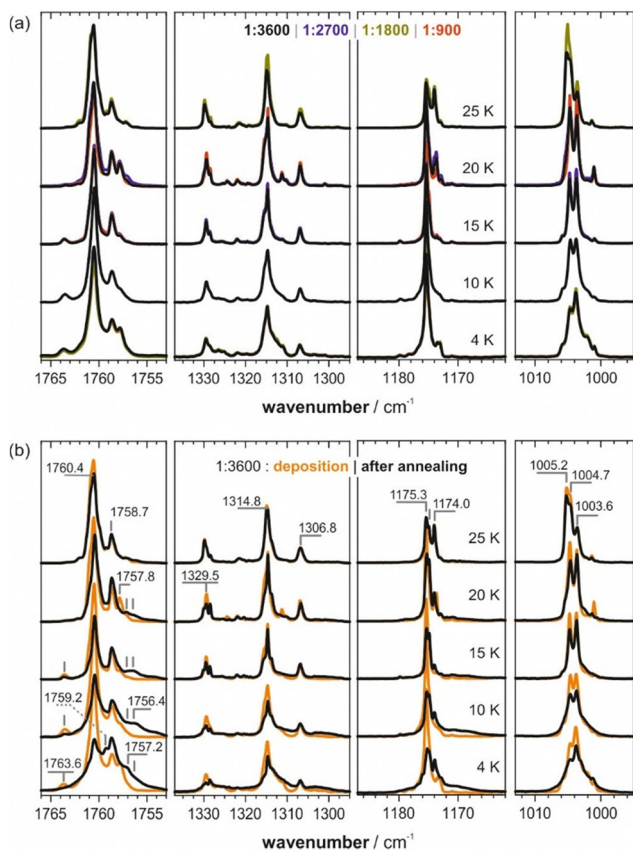 (a)
1:3600 | 1:2700 | 1:1800 | 1:900
25 K
20 K
15 K
10 K
4 K
1765 1760 1755 1330 1320 1310 1300 1180 1170 1010 1000
wavenumber / cm-1
(b)
1:3600 : deposition | after annealing
1760.4
1758.7
1314.8
1306.8
1175.3
1174.0
1005.2
1004.7
1003.6
25 K
1757.8
1329.5
20 K
15 K
1759.2
1756.4
10 K
1763.6
1757.2
4 K
1765 1760 1755 1330 1320 1310 1300 1180 1170 1010 1000
wavenumber / cm-1